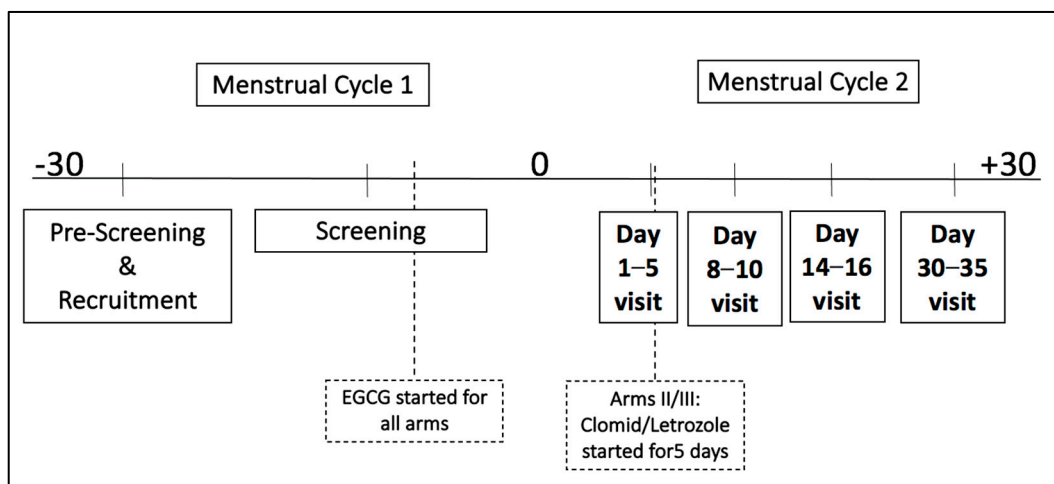 Menstrual Cycle 1
Menstrual Cycle 2
-30
0
+30
Pre-Screening
&
Recruitment
Screening
Day
1–5
visit
Day
8–10
visit
Day
14–16
visit
Day
30–35
visit
EGCG started for
all arms
Arms II/III:
Clomid/Letrozole
started for5 days